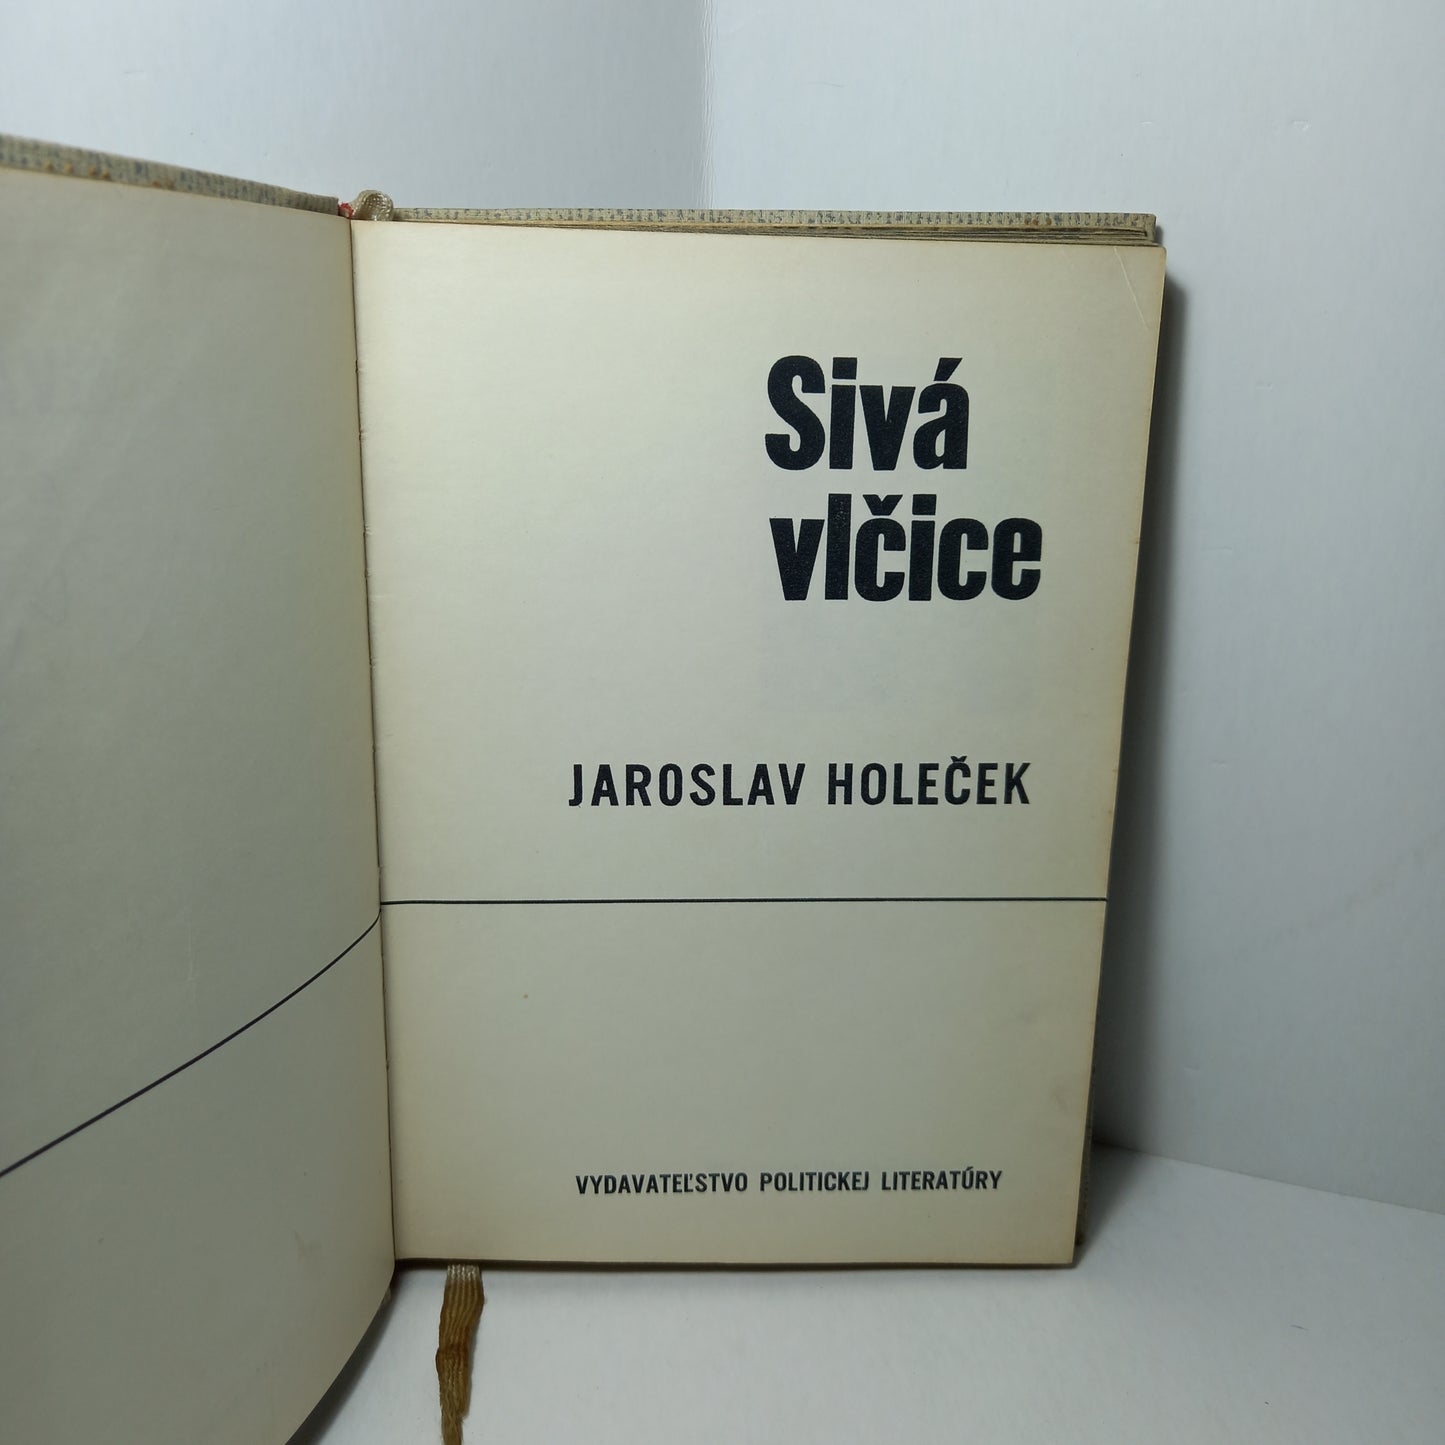 Sivá
vlčice
JAROSLAV HOLEČEK
VYDAVATEĽSTVO POLITICKEJ LITERATÚRY